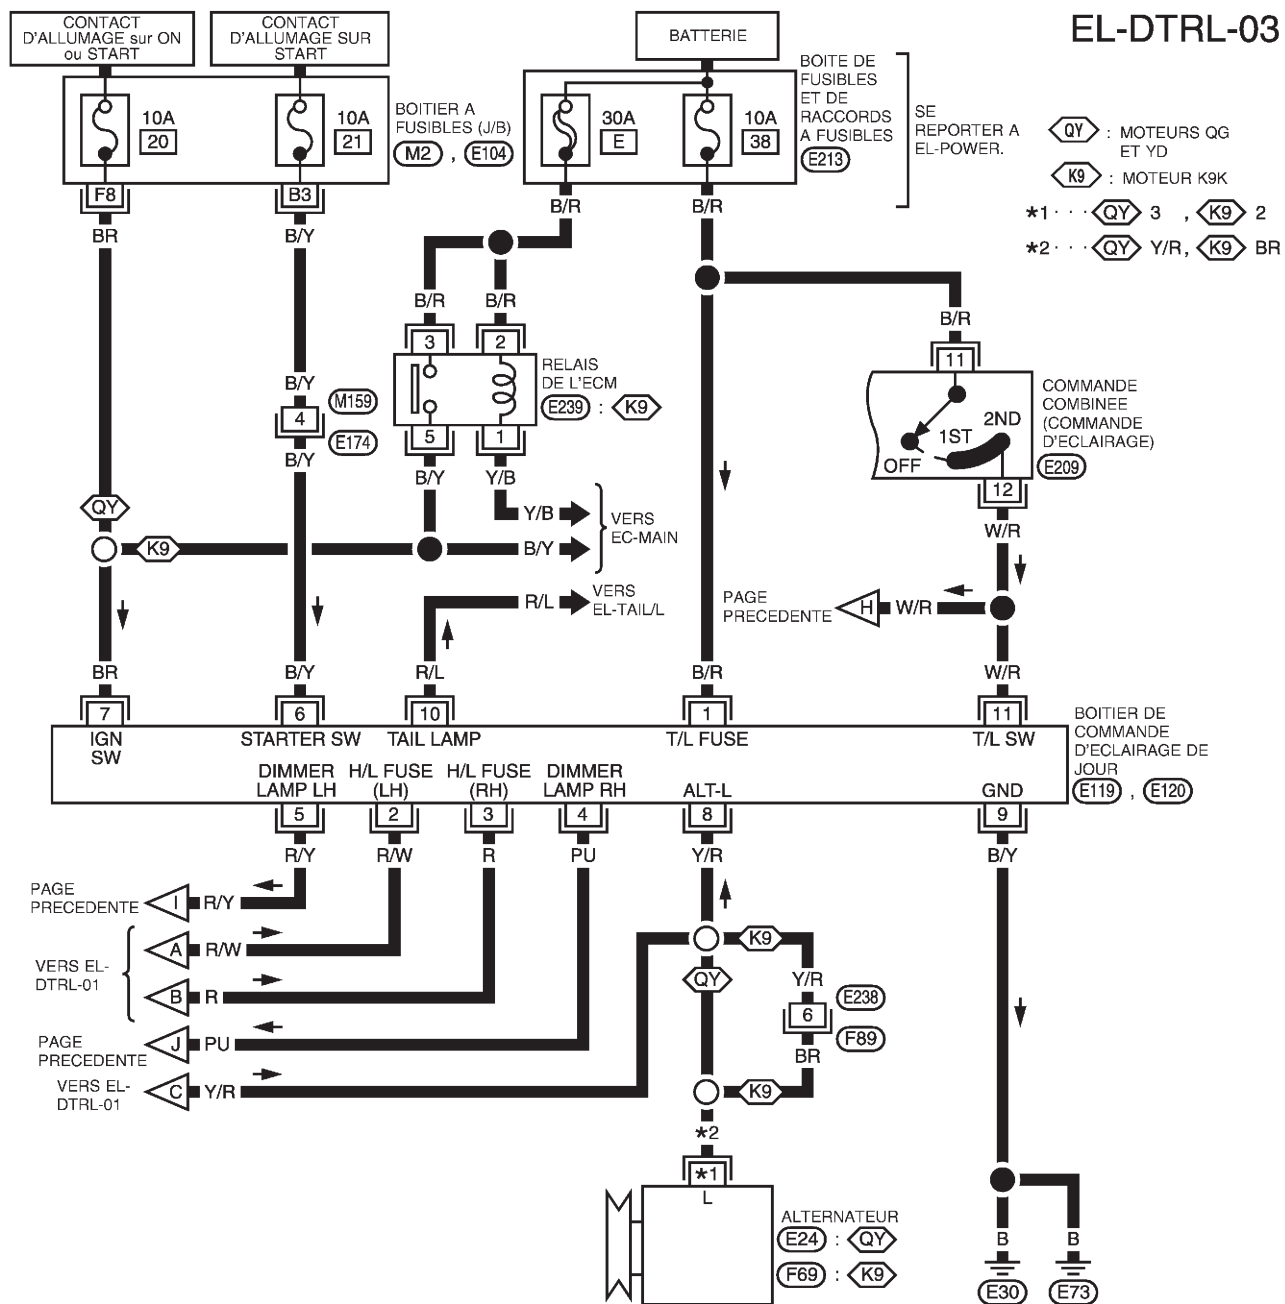 EL-DTRL-03
CONTACT
D'ALLUMAGE sur ON
ou START
CONTACT
D'ALLUMAGE SUR
START
BATTERIE
10A
20
10A
21
BOITIER A
FUSIBLES (J/B)
M2 , E104
30A
E
10A
38
BOITE DE
FUSIBLES
ET DE
RACCORDS
A FUSIBLES
E213
SE
REPORTER A
EL-POWER.
QY : MOTEURS QG
ET YD
K9 : MOTEUR K9K
*1 · · · QY 3 , K9 2
*2 · · · QY Y/R, K9 BR
F8
B3
BR
B/Y
B/R
B/R
B/R
B/R
B/R
3
2
RELAIS
DE L'ECM
E239 : K9
5
1
B/Y
Y/B
B/Y
4
M159
E174
B/Y
11
COMMANDE
COMBINEE
(COMMANDE
D'ECLAIRAGE)
E209
OFF
1ST
2ND
12
W/R
QY
K9
Y/B
B/Y
VERS
EC-MAIN
R/L
VERS
EL-TAIL/L
PAGE
PRECEDENTE
H
W/R
BR
B/Y
R/L
B/R
W/R
7
6
10
1
11
IGN
SW
STARTER SW
TAIL LAMP
T/L FUSE
T/L SW
BOITIER DE
COMMANDE
D'ECLAIRAGE DE
JOUR
E119 , E120
DIMMER
LAMP LH
H/L FUSE
(LH)
H/L FUSE
(RH)
DIMMER
LAMP RH
ALT-L
GND
5
2
3
4
8
9
R/Y
R/W
R
PU
Y/R
B/Y
PAGE
PRECEDENTE
I
R/Y
VERS EL-
DTRL-01
A
R/W
B
R
PAGE
PRECEDENTE
J
PU
VERS EL-
DTRL-01
C
Y/R
K9
QY
Y/R
6
E238
F89
BR
K9
*2
*1
L
ALTERNATEUR
E24 : QY
F69 : K9
B
B
E30
E73